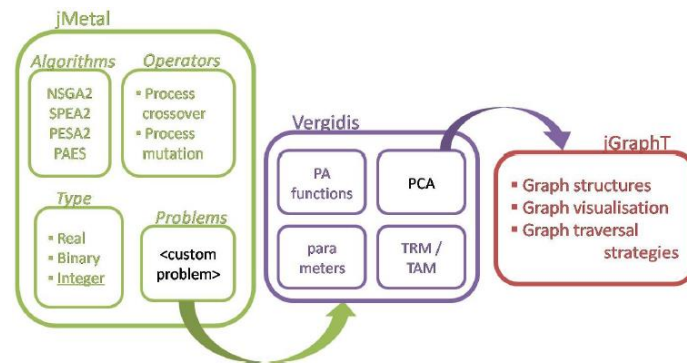 jMetal
Algorithms
NSGA2
SPEA2
PESA2
PAES
Operators
▪ Process
crossover
▪ Process
mutation
Type
▪ Real
▪ Binary
▪ Integer
Problems
<custom
problem>
Vergidis
PA
functions
PCA
para
meters
TRM /
TAM
jGraphT
▪ Graph structures
▪ Graph visualisation
▪ Graph traversal
strategies